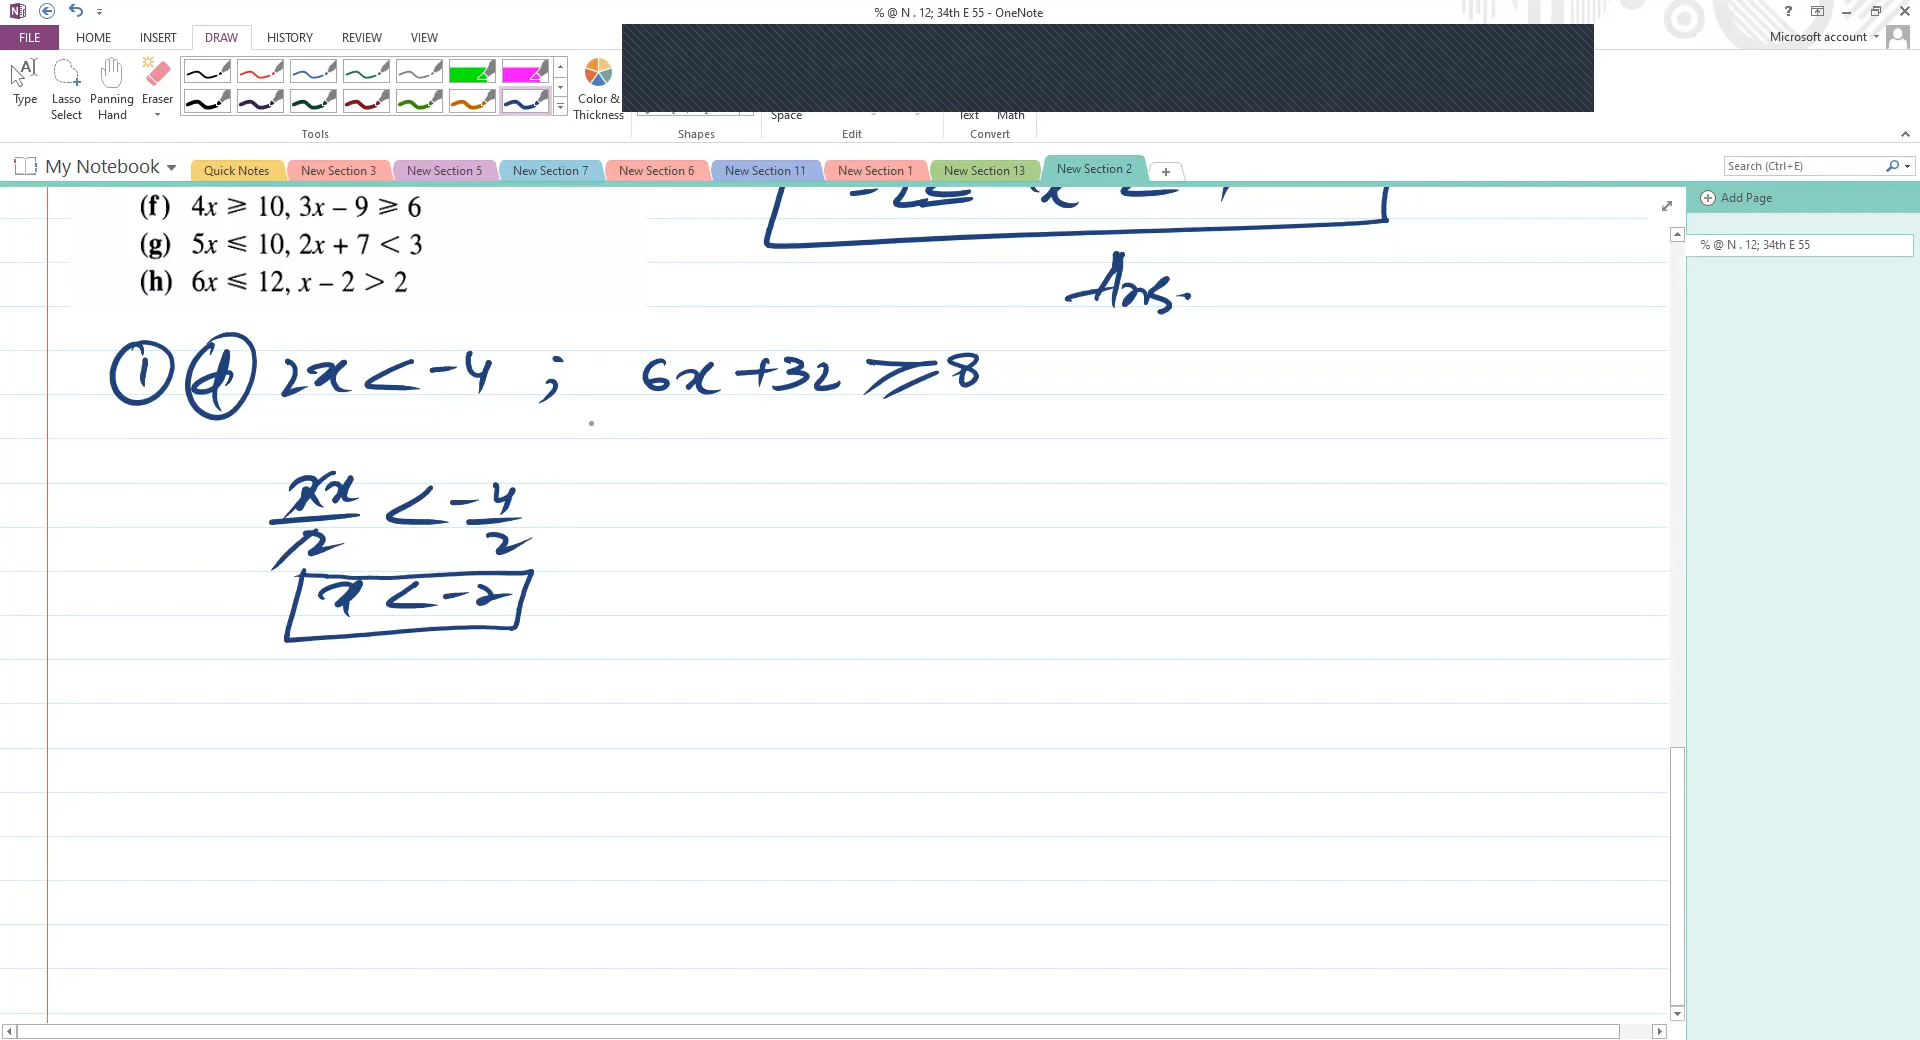 % @ N . 12; 34th E 55 - OneNote
?
FILE HOME INSERT DRAW HISTORY REVIEW VIEW
Microsoft account
Type Lasso Select Panning Hand Eraser Color & Thickness
Space Text Math
Tools Shapes Edit Convert
My Notebook Quick Notes New Section 3 New Section 5 New Section 7 New Section 6 New Section 11 New Section 1 New Section 13 New Section 2 +
Search (Ctrl+E)
Add Page
% @ N . 12; 34th E 55
(f) 4x ⩾ 10, 3x – 9 ⩾ 6
(g) 5x ⩽ 10, 2x + 7 < 3
(h) 6x ⩽ 12, x – 2 > 2
Ans.
① ⓓ 2x < -4 ; 6x + 32 ⩾ 8
2x/2 < -4/2
x < -2